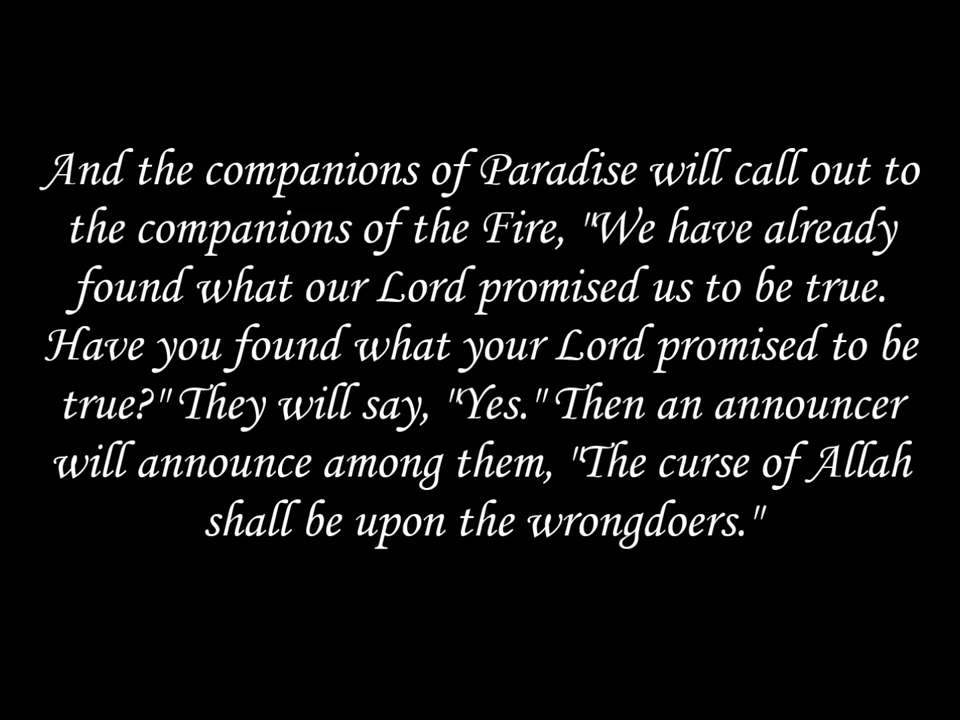 And the companions of Paradise will call out to
the companions of the Fire, "We have already
found what our Lord promised us to be true.
Have you found what your Lord promised to be
true?" They will say, "Yes." Then an announcer
will announce among them, "The curse of Allah
shall be upon the wrongdoers."